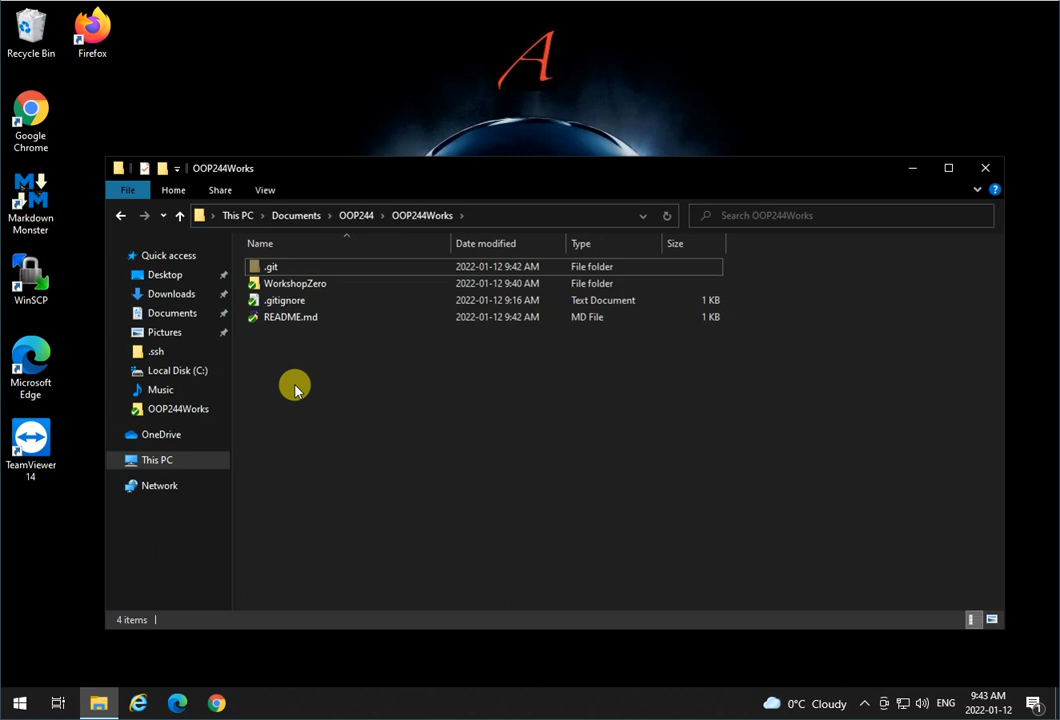 Recycle Bin
Firefox
Google
Chrome
Markdown
Monster
WinSCP
Microsoft
Edge
TeamViewer
14
A
OOP244Works
File Home Share View
This PC › Documents › OOP244 › OOP244Works ›
Search OOP244Works
Name Date modified Type Size
.git 2022-01-12 9:42 AM File folder
WorkshopZero 2022-01-12 9:40 AM File folder
.gitignore 2022-01-12 9:16 AM Text Document 1 KB
README.md 2022-01-12 9:42 AM MD File 1 KB
Quick access
Desktop
Downloads
Documents
Pictures
.ssh
Local Disk (C:)
Music
OOP244Works
OneDrive
This PC
Network
4 items
0°C Cloudy
ENG
9:43 AM
2022-01-12
1